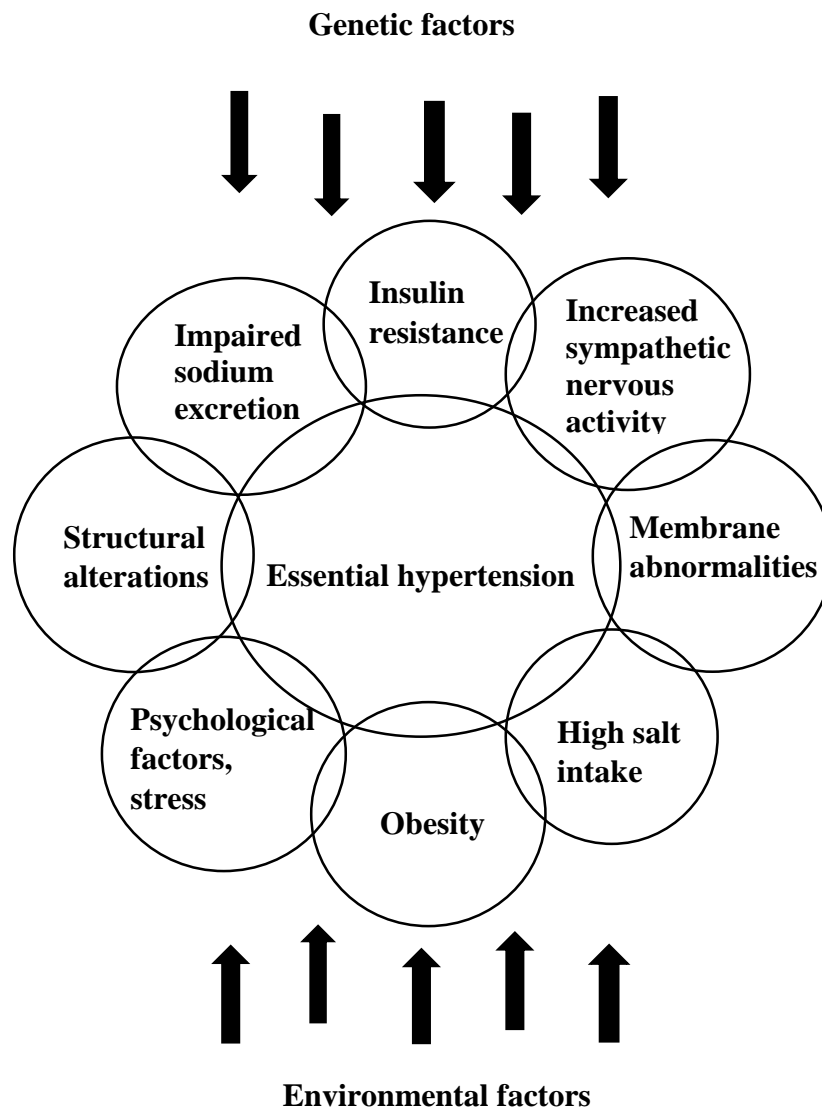 Genetic factors
Insulin
resistance
Impaired
sodium
excretion
Increased
sympathetic
nervous
activity
Structural
alterations
Essential hypertension
Membrane
abnormalities
Psychological
factors,
stress
Obesity
High salt
intake
Environmental factors